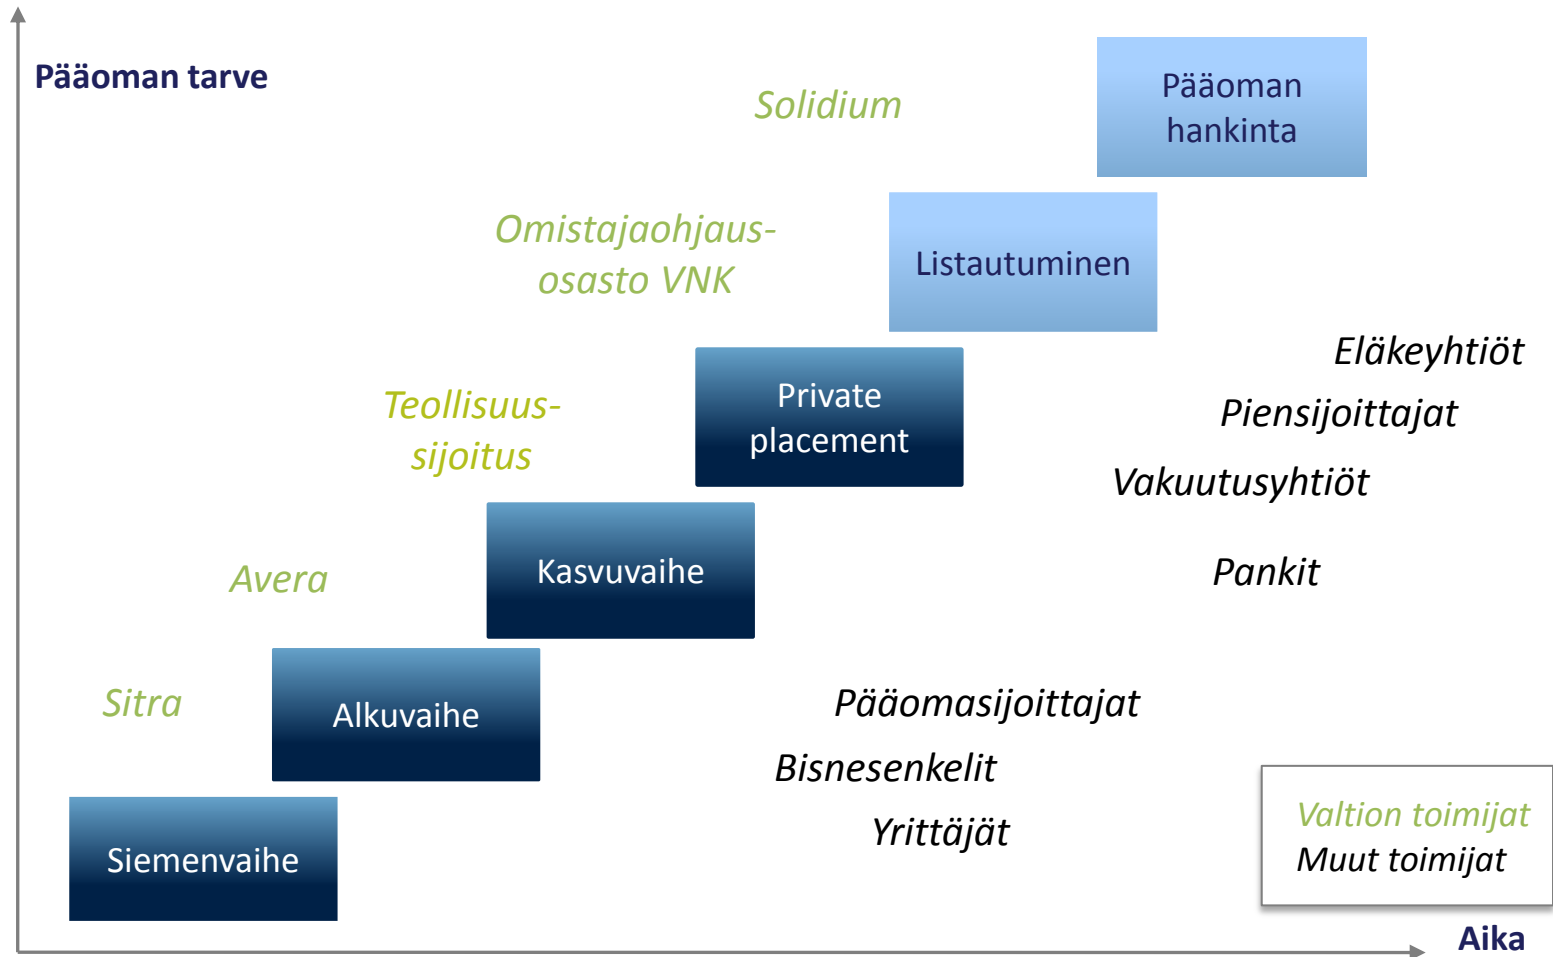 Pääoman tarve
Solidium
Pääoman
hankinta
Omistajaohjaus-
osasto VNK
Listautuminen
Eläkeyhtiöt
Teollisuus-
sijoitus
Private
placement
Piensijoittajat
Vakuutusyhtiöt
Avera
Kasvuvaihe
Pankit
Sitra
Alkuvaihe
Pääomasijoittajat
Bisnesenkelit
Yrittäjät
Siemenvaihe
Valtion toimijat
Muut toimijat
Aika